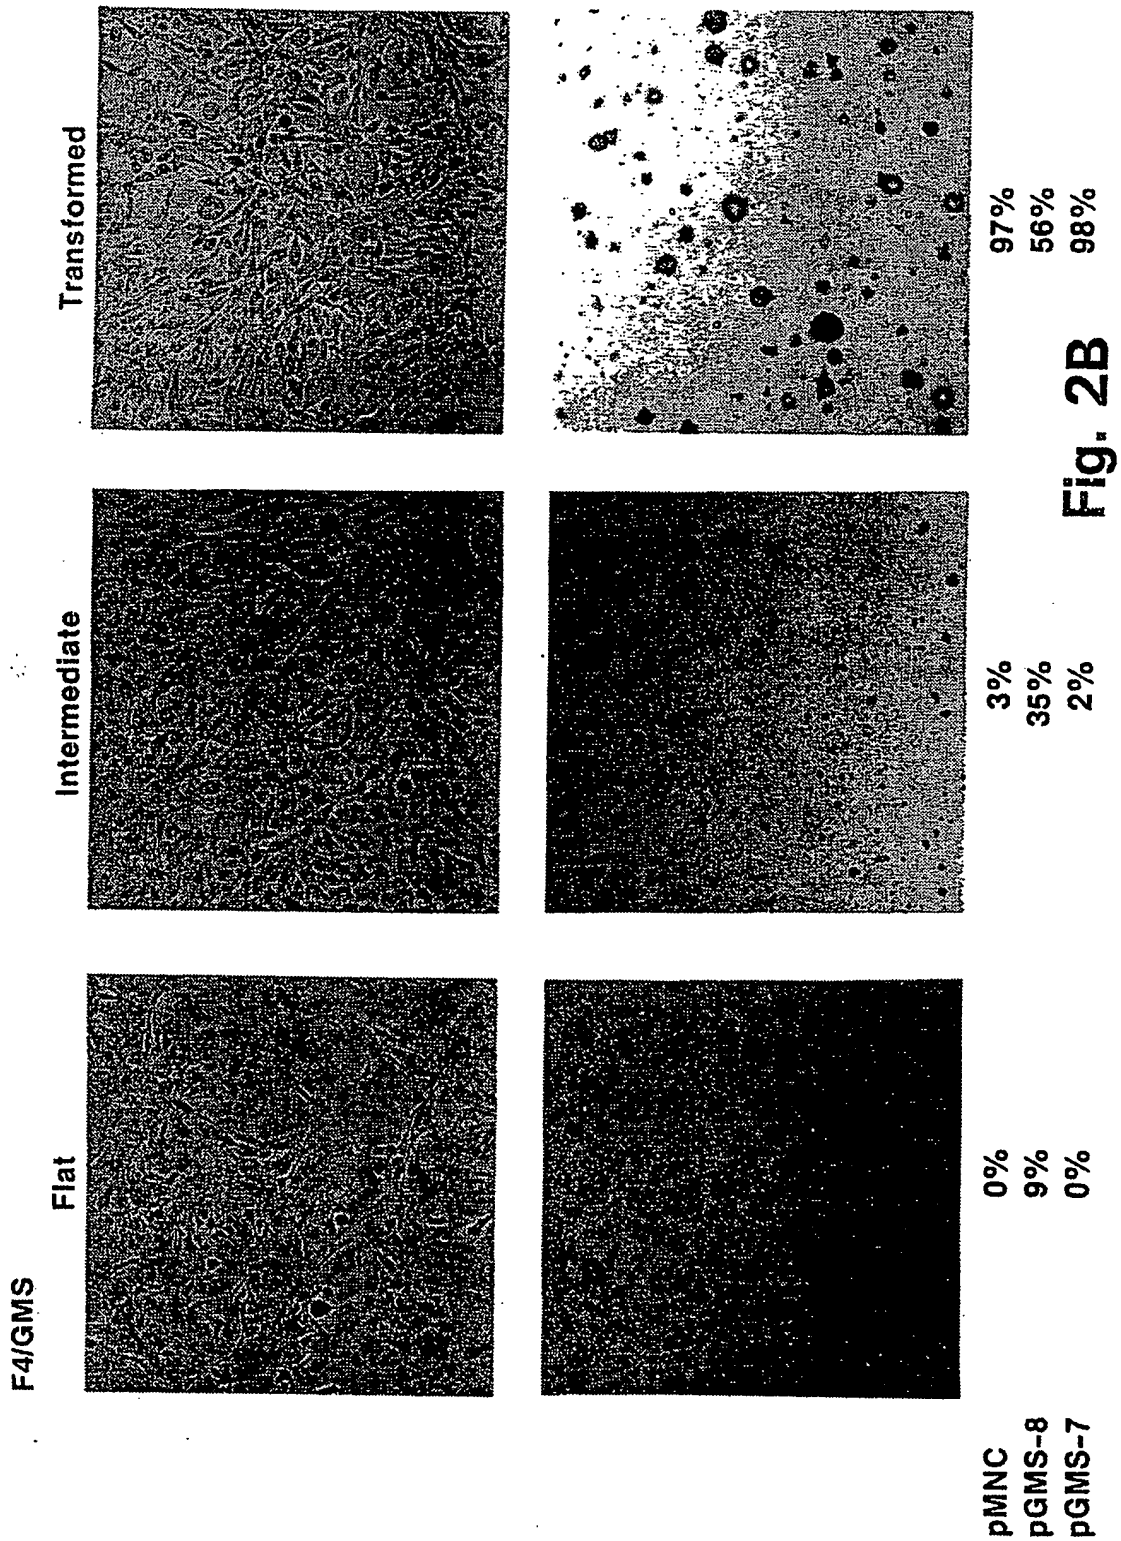 F4/GMS
Flat Intermediate Transformed
pMNC 0% 3% 97%
pGMS-8 9% 35% 56%
pGMS-7 0% 2% 98%
Fig. 2B